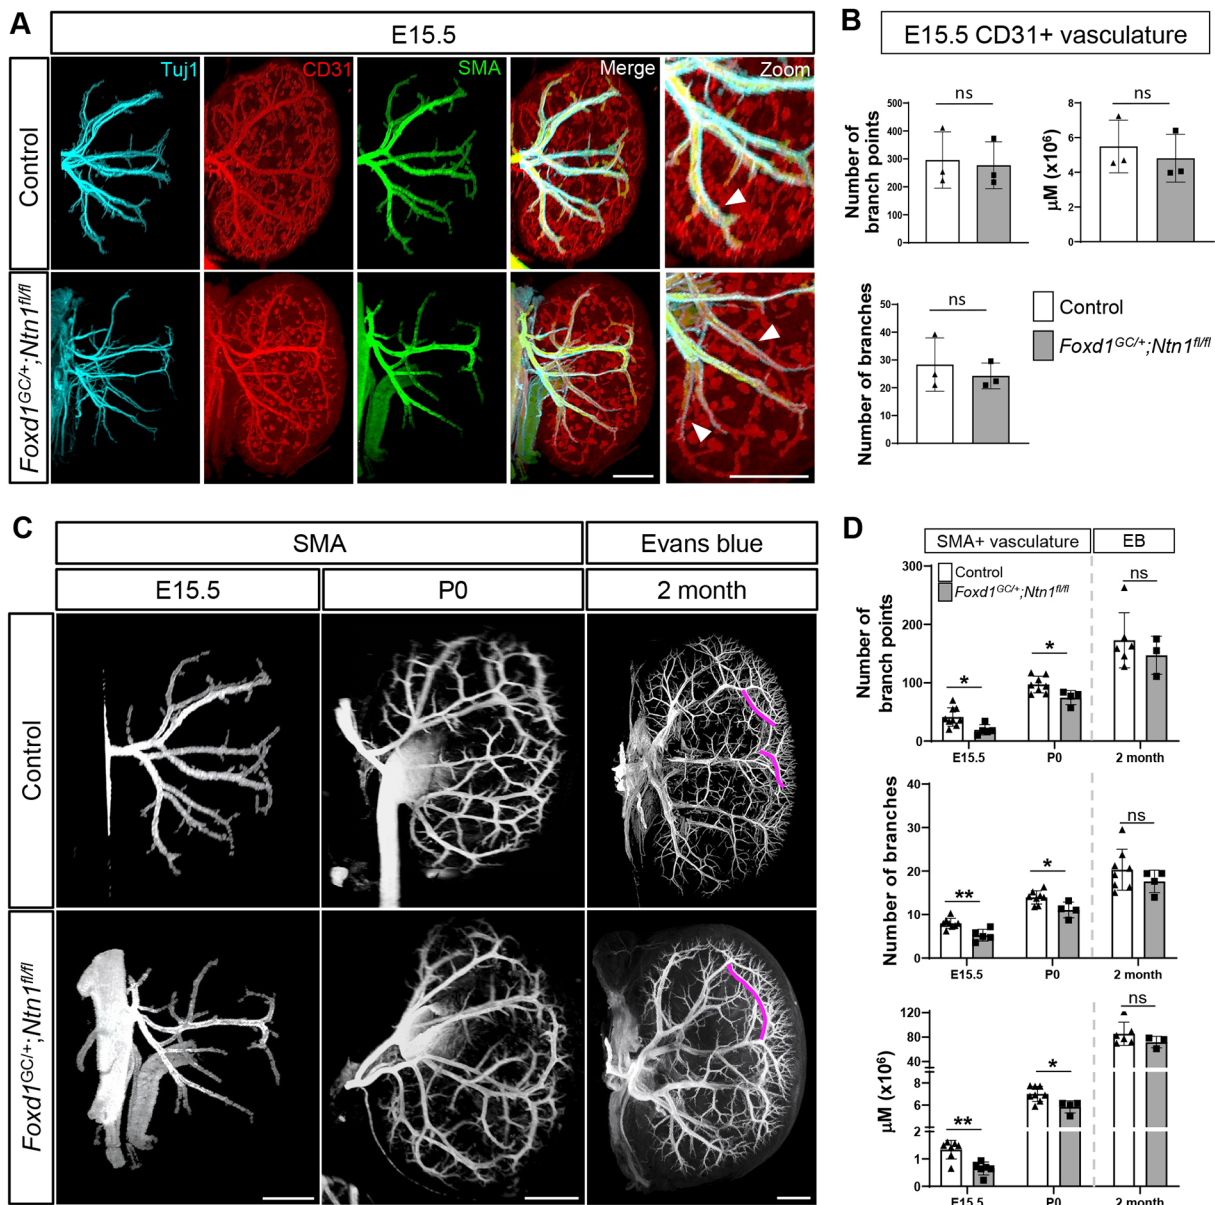 A
E15.5
Tuj1
CD31
SMA
Merge
Zoom
Control
Foxd1GC/+;Ntn1fl/fl
B
E15.5 CD31+ vasculature
Number of
branch points
500
400
300
200
100
0
ns
μM (x10⁶)
8
6
4
2
0
ns
Number of branches
50
40
30
20
10
0
ns
Control
Foxd1GC/+;Ntn1fl/fl
C
SMA
Evans blue
E15.5
P0
2 month
Control
Foxd1GC/+;Ntn1fl/fl
D
SMA+ vasculature
EB
Control
Foxd1GC/+;Ntn1fl/fl
Number of
branch points
300
200
100
0
*
*
ns
E15.5
P0
2 month
Number of branches
40
30
20
10
0
**
*
ns
E15.5
P0
2 month
μM (x10⁶)
120
80
40
8
6
2
1
0
**
*
ns
E15.5
P0
2 month